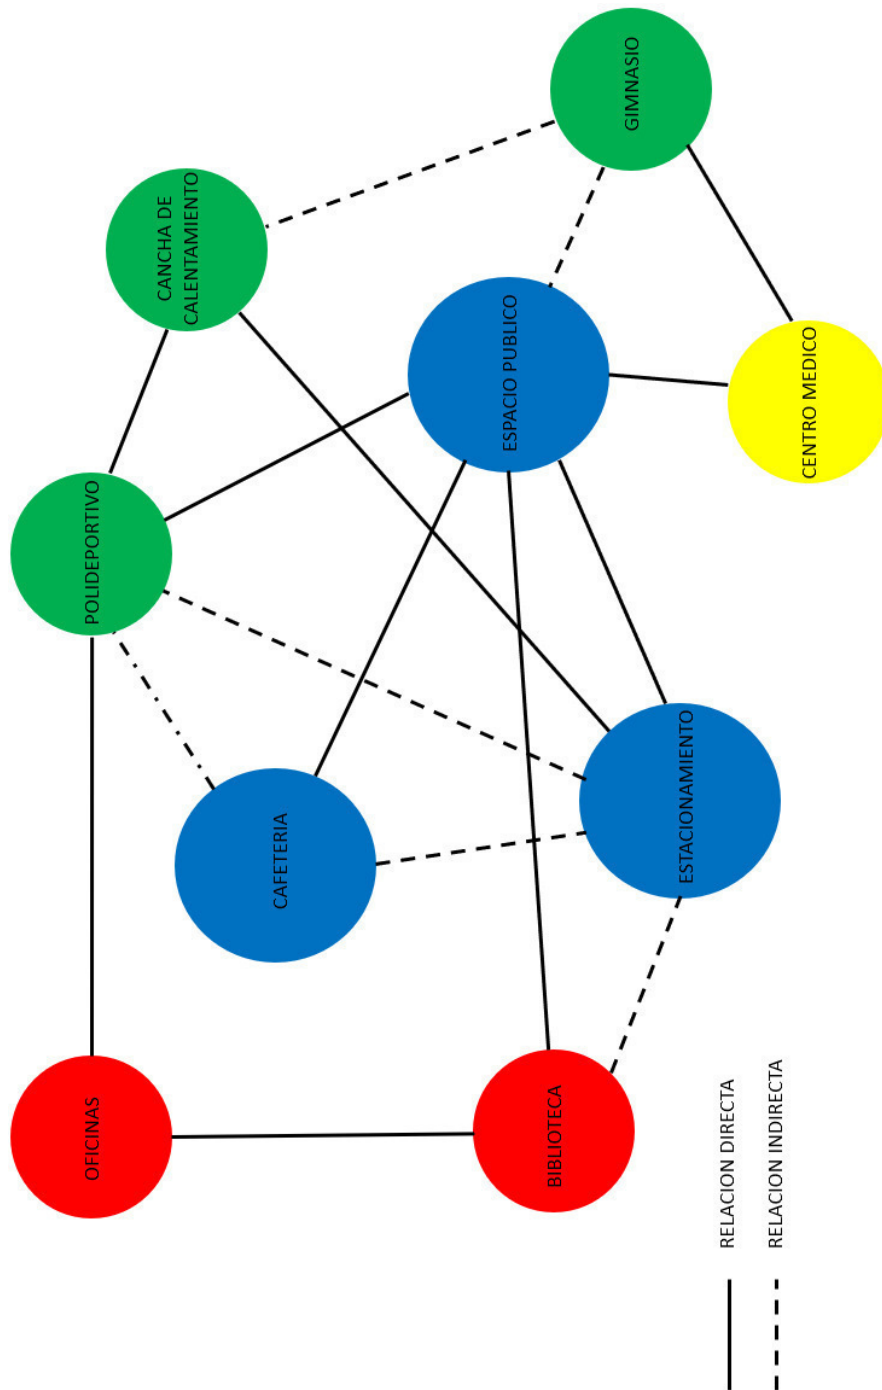 OFICINAS
POLIDEPORTIVO
CANCHA DE
CALENTAMIENTO
CAFETERIA
ESPACIO PUBLICO
BIBLIOTECA
GIMNASIO
ESTACIONAMIENTO
CENTRO MEDICO
RELACION DIRECTA
RELACION INDIRECTA